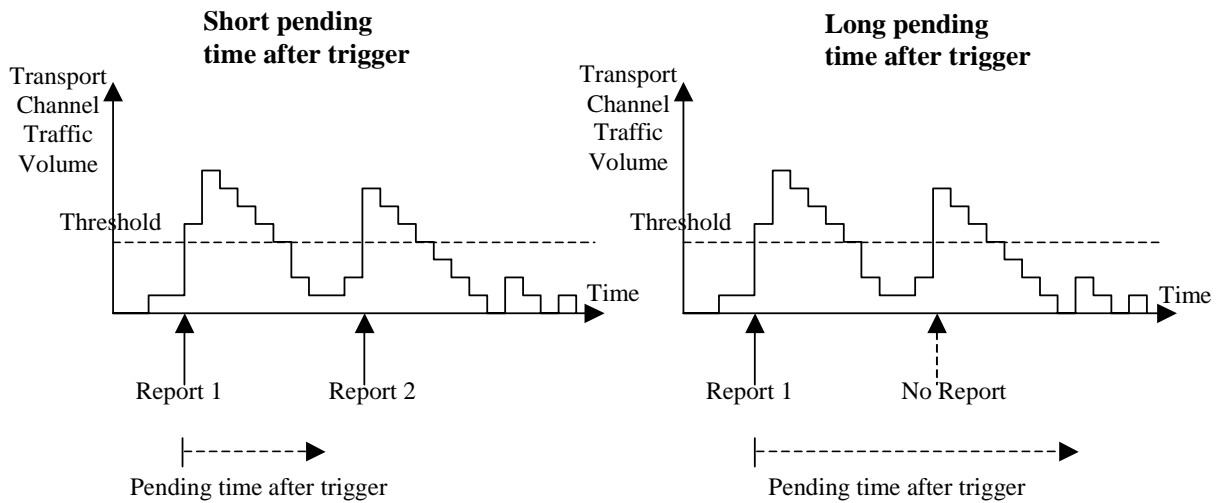 Short pending
time after trigger
Transport
Channel
Traffic
Volume
Threshold
Time
Report 1
Report 2
Pending time after trigger
Long pending
time after trigger
Transport
Channel
Traffic
Volume
Threshold
Time
Report 1
No Report
Pending time after trigger